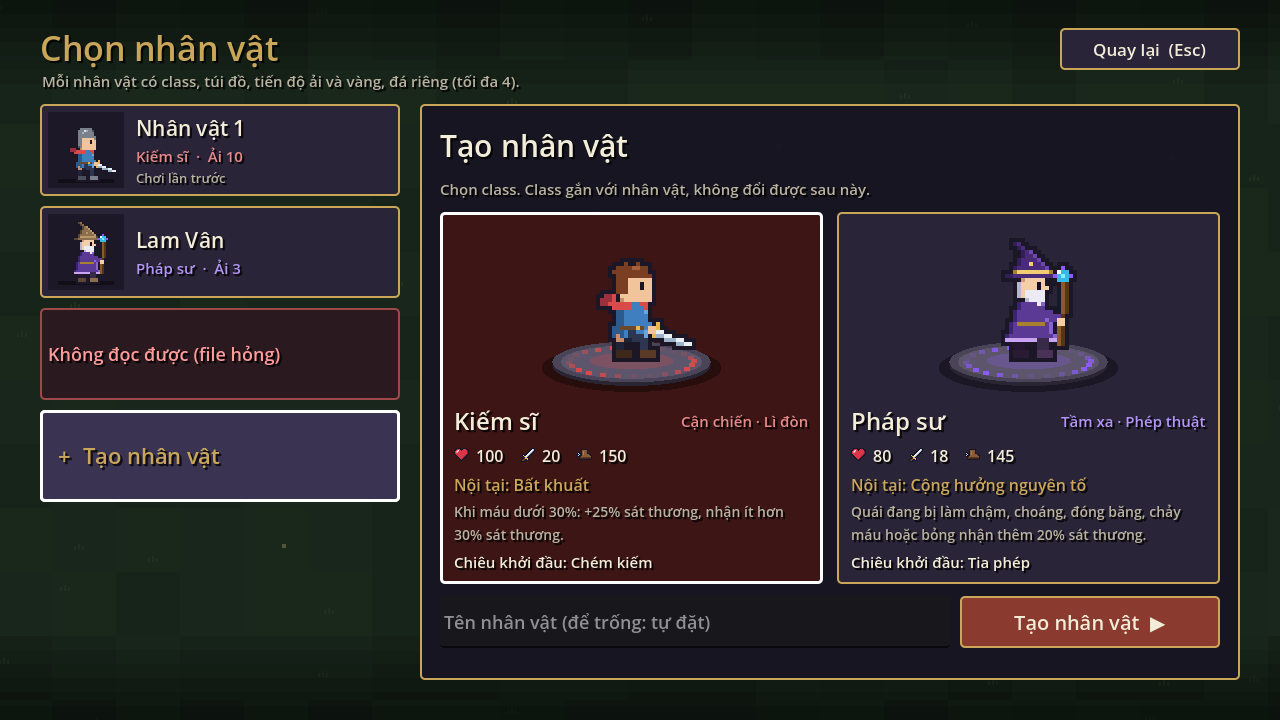 Chọn nhân vật
Quay lại (Esc)
Mỗi nhân vật có class, túi đồ, tiến độ ải và vàng, đá riêng (tối đa 4).
Nhân vật 1
Kiếm sĩ · Ải 10
Chơi lần trước
Lam Vân
Pháp sư · Ải 3
Không đọc được (file hỏng)
+ Tạo nhân vật
Tạo nhân vật
Chọn class. Class gắn với nhân vật, không đổi được sau này.
Kiếm sĩ
Cận chiến · Lì đòn
100 20 150
Nội tại: Bất khuất
Khi máu dưới 30%: +25% sát thương, nhận ít hơn
30% sát thương.
Chiêu khởi đầu: Chém kiếm
Pháp sư
Tầm xa · Phép thuật
80 18 145
Nội tại: Cộng hưởng nguyên tố
Quái đang bị làm chậm, choáng, đóng băng, chảy
máu hoặc bỏng nhận thêm 20% sát thương.
Chiêu khởi đầu: Tia phép
Tên nhân vật (để trống: tự đặt)
Tạo nhân vật ▶